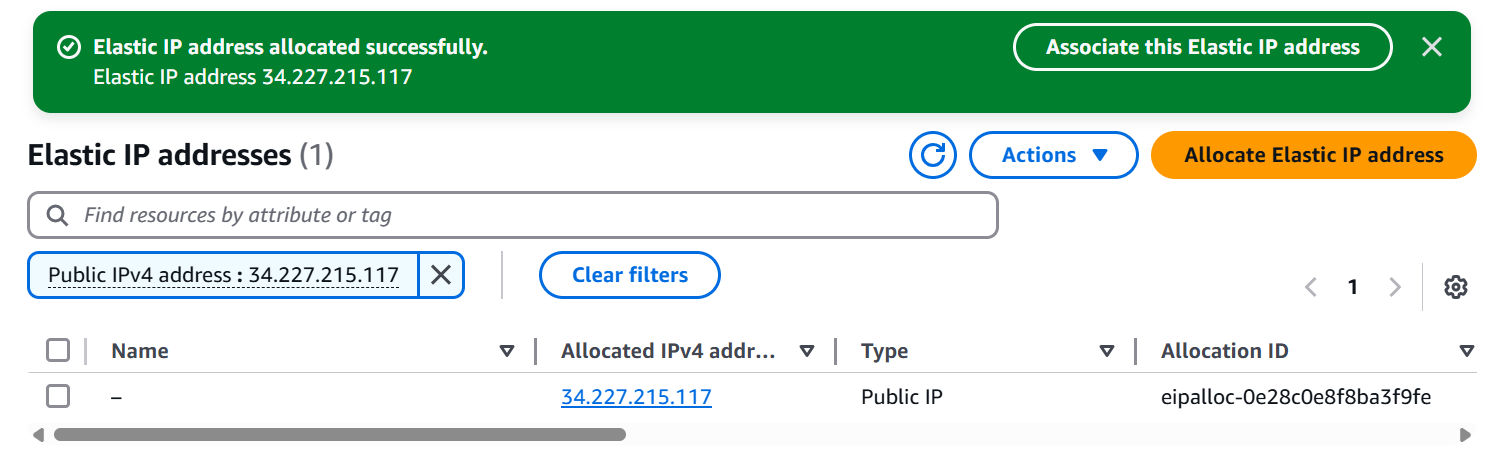 Elastic IP address allocated successfully.
Elastic IP address 34.227.215.117
Associate this Elastic IP address
Elastic IP addresses (1)
Actions
Allocate Elastic IP address
Find resources by attribute or tag
Public IPv4 address : 34.227.215.117
Clear filters
1
Name Allocated IPv4 addr... Type Allocation ID
– 34.227.215.117 Public IP eipalloc-0e28c0e8f8ba3f9fe